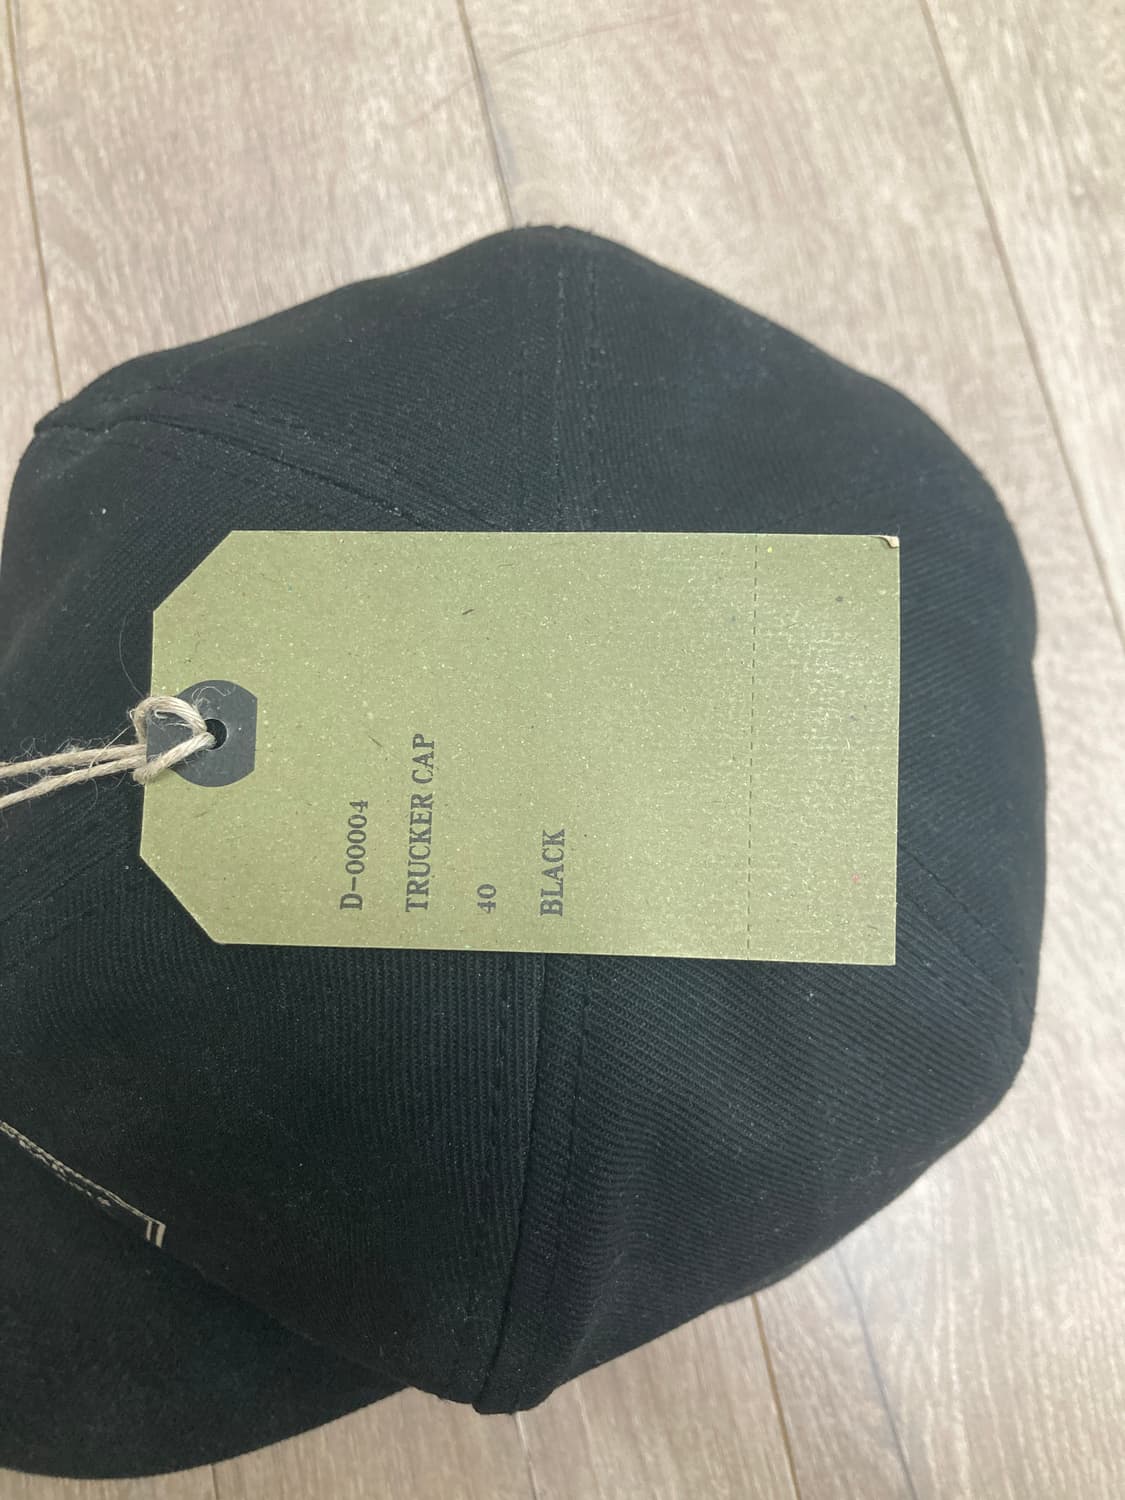 D-00004
TRUCKER CAP
40
BLACK